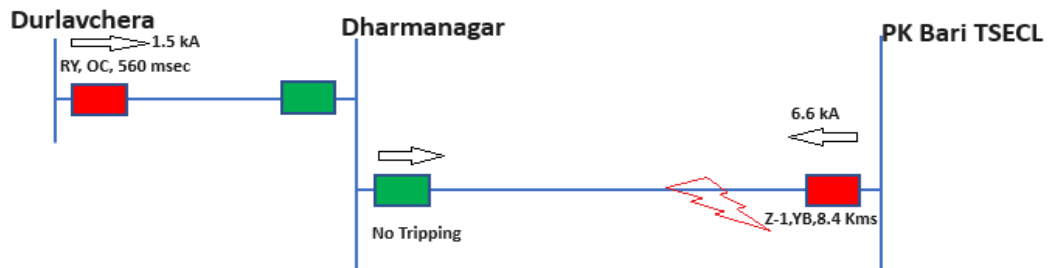 Durlavchera
Dharmanagar
PK Bari TSECL
1.5 kA
RY, OC, 560 msec
6.6 kA
Z-1,YB,8.4 Kms
No Tripping